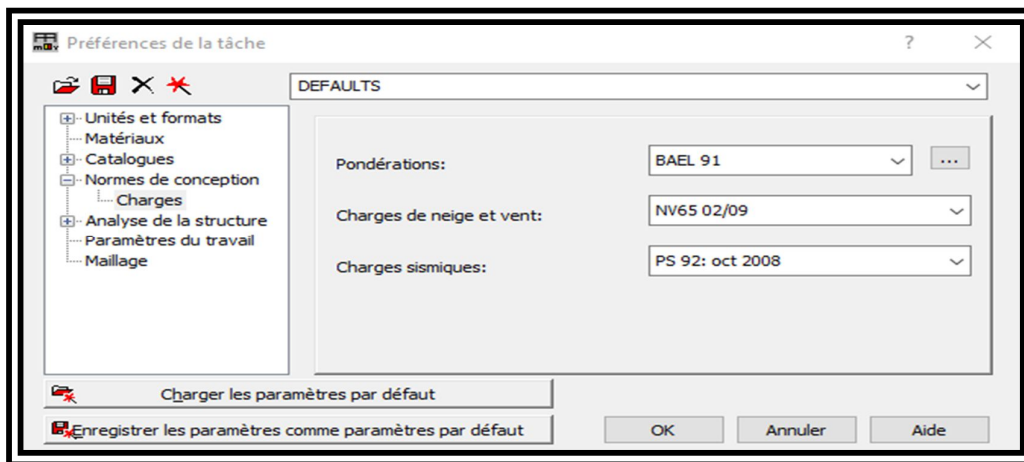 Préférences de la tâche
?
DEFAULTS
Unités et formats
Matériaux
Catalogues
Normes de conception
Charges
Analyse de la structure
Paramètres du travail
Maillage
Pondérations:
BAEL 91
...
Charges de neige et vent:
NV65 02/09
Charges sismiques:
PS 92: oct 2008
Charger les paramètres par défaut
Enregistrer les paramètres comme paramètres par défaut
OK
Annuler
Aide